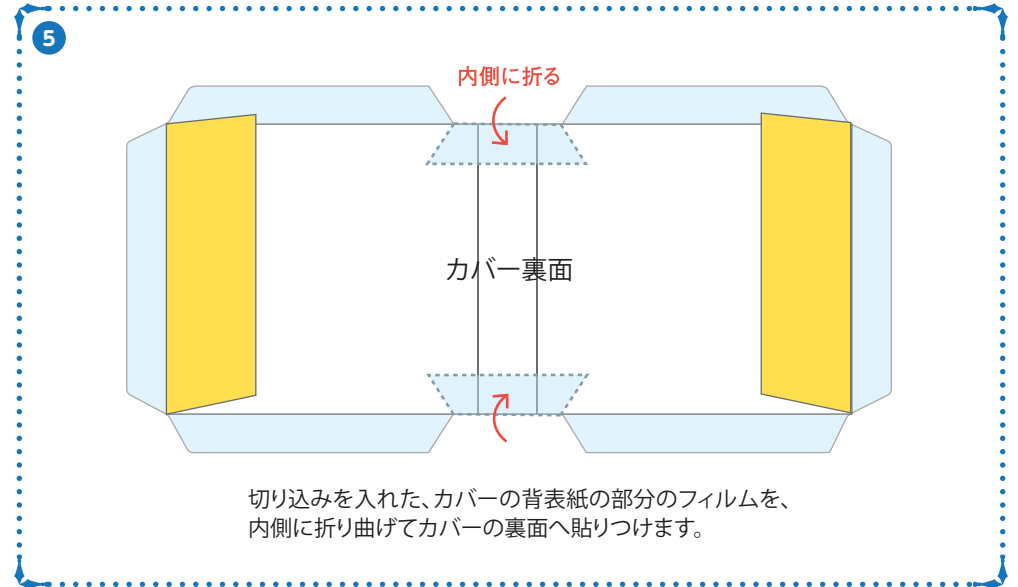 5
内側に折る
カバー裏面
切り込みを入れた、カバーの背表紙の部分のフィルムを、
内側に折り曲げてカバーの裏面へ貼りつけます。